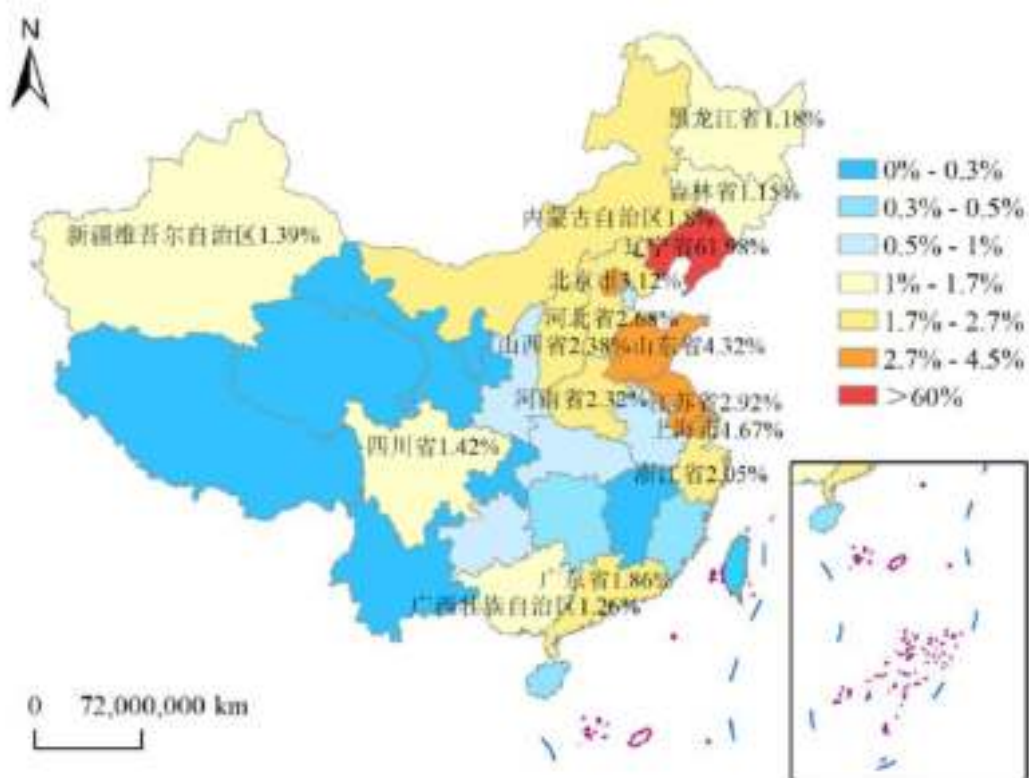 N
黑龙江省1.18%
吉林省1.15%
内蒙古自治区1.8%
新疆维吾尔自治区1.39%
辽宁省61.98%
北京市3.12%
河北省2.68%
山西省2.38%
山东省4.32%
河南省2.32%
江苏省2.92%
上海市4.67%
四川省1.42%
浙江省2.05%
广东省1.86%
广西壮族自治区1.26%
0%-0.3%
0.3%-0.5%
0.5%-1%
1%-1.7%
1.7%-2.7%
2.7%-4.5%
>60%
0 72,000,000 km